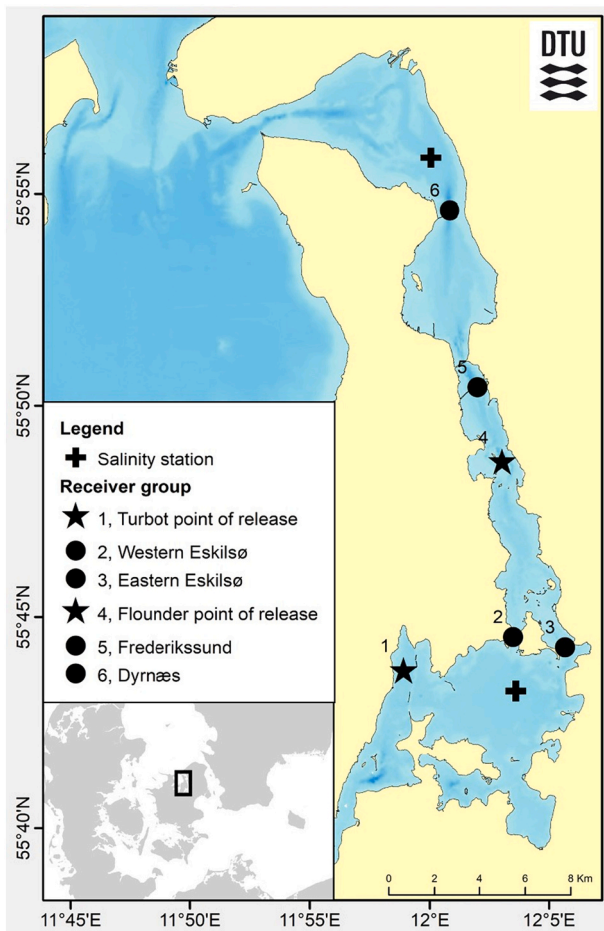 DTU
55°55'N
6
5
55°50'N
4
Legend
Salinity station
Receiver group
1, Turbot point of release
2, Western Eskilsø
3, Eastern Eskilsø
4, Flounder point of release
5, Frederikssund
6, Dyrnæs
55°45'N
2
3
1
55°40'N
0 2 4 6 8 Km
11°45'E 11°50'E 11°55'E 12°E 12°5'E